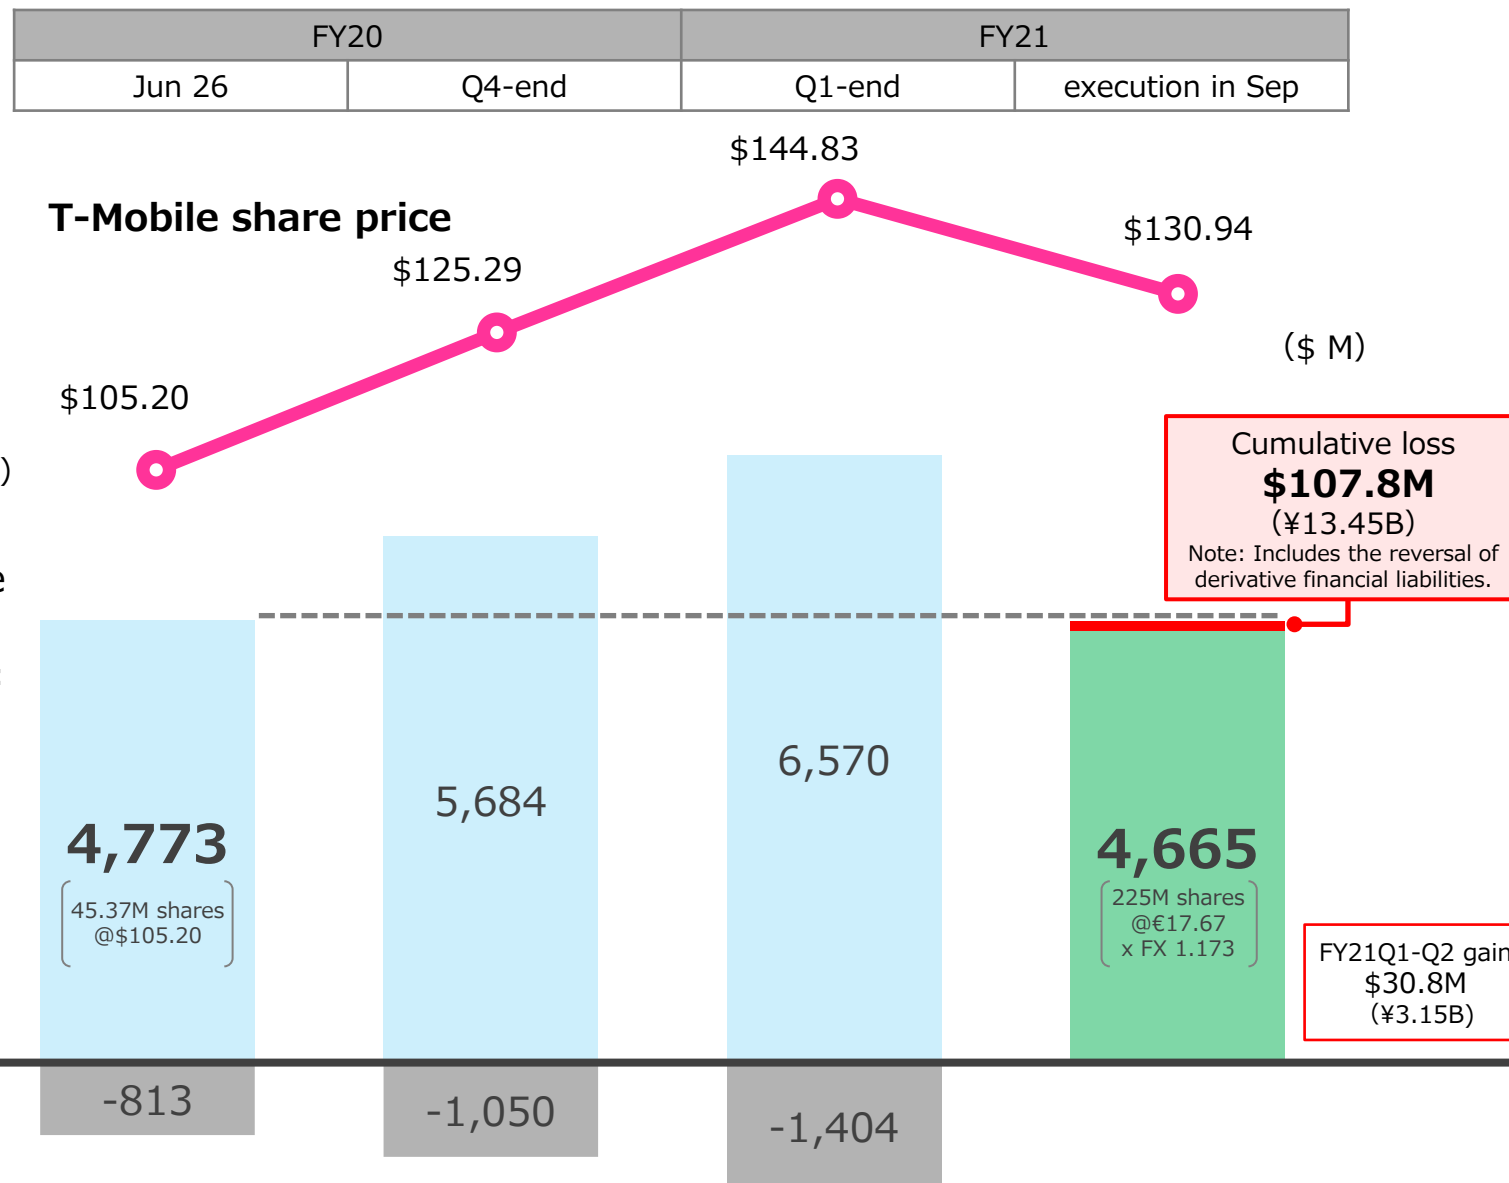 FY20
FY21
Jun 26
Q4-end
Q1-end
execution in Sep
$144.83
T-Mobile share price
$130.94
$125.29
($ M)
$105.20
)
Cumulative loss
$107.8M
(¥13.45B)
Note: Includes the reversal of
derivative financial liabilities.
e
6,570
5,684
4,773
45.37M shares
@$105.20
4,665
225M shares
@€17.67
x FX 1.173
FY21Q1-Q2 gain
$30.8M
(¥3.15B)
-813
-1,050
-1,404